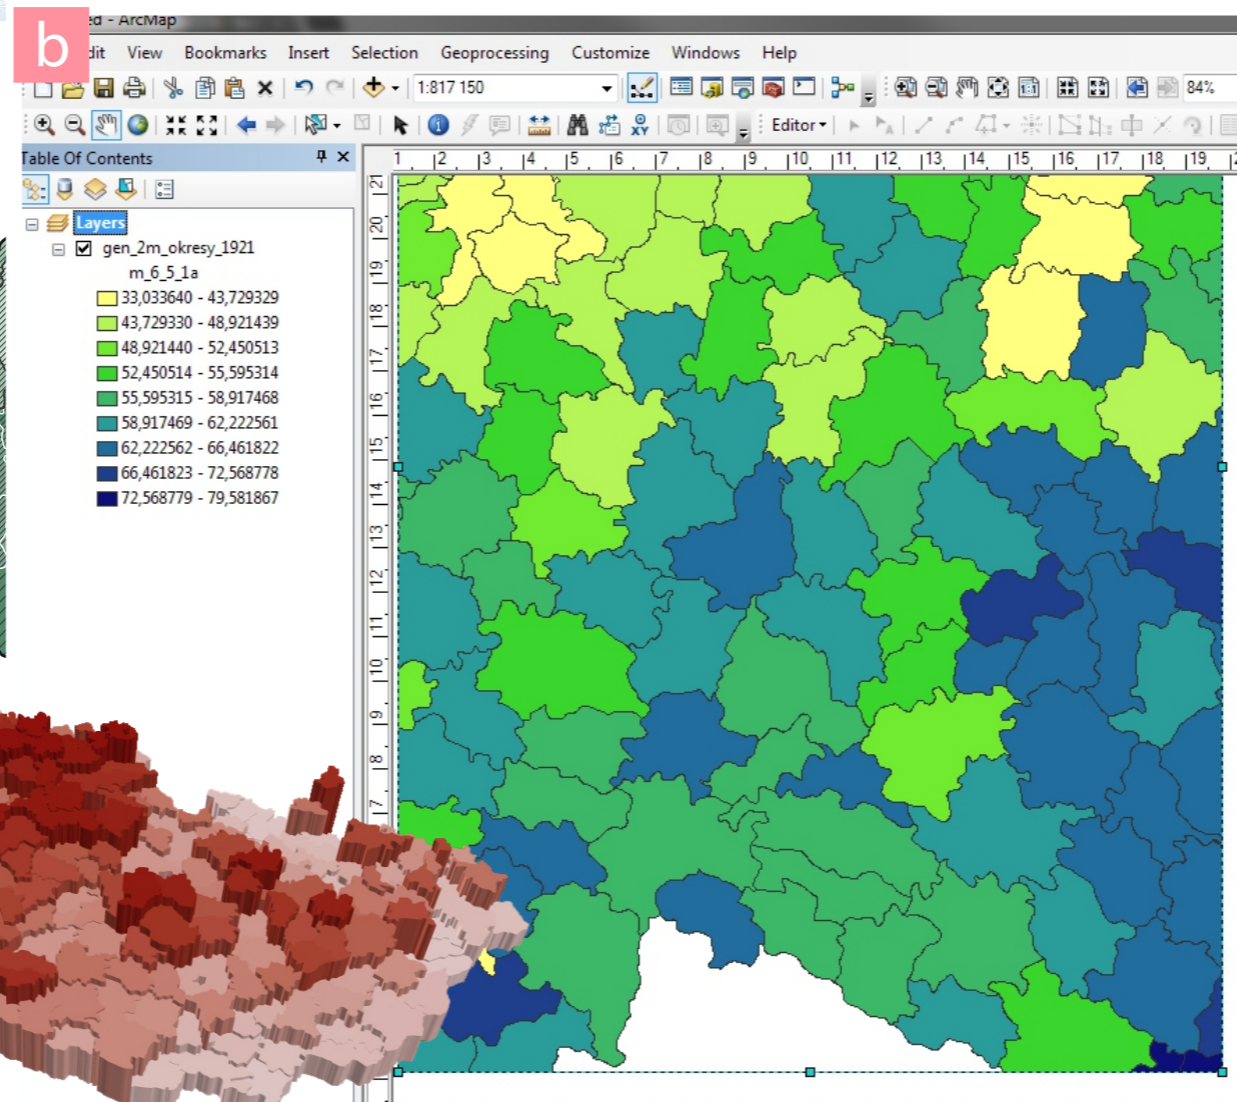 b
ed - ArcMap
dit View Bookmarks Insert Selection Geoprocessing Customize Windows Help
1:817 150
84%
XY
Editor
Table Of Contents
1 2 3 4 5 6 7 8 9 10 11 12 13 14 15 16 17 18 19
21
20
19
18
17
16
15
14
13
12
11
10
9
8
7
Layers
gen_2m_okresy_1921
m_6_5_1a
33,033640 - 43,729329
43,729330 - 48,921439
48,921440 - 52,450513
52,450514 - 55,595314
55,595315 - 58,917468
58,917469 - 62,222561
62,222562 - 66,461822
66,461823 - 72,568778
72,568779 - 79,581867